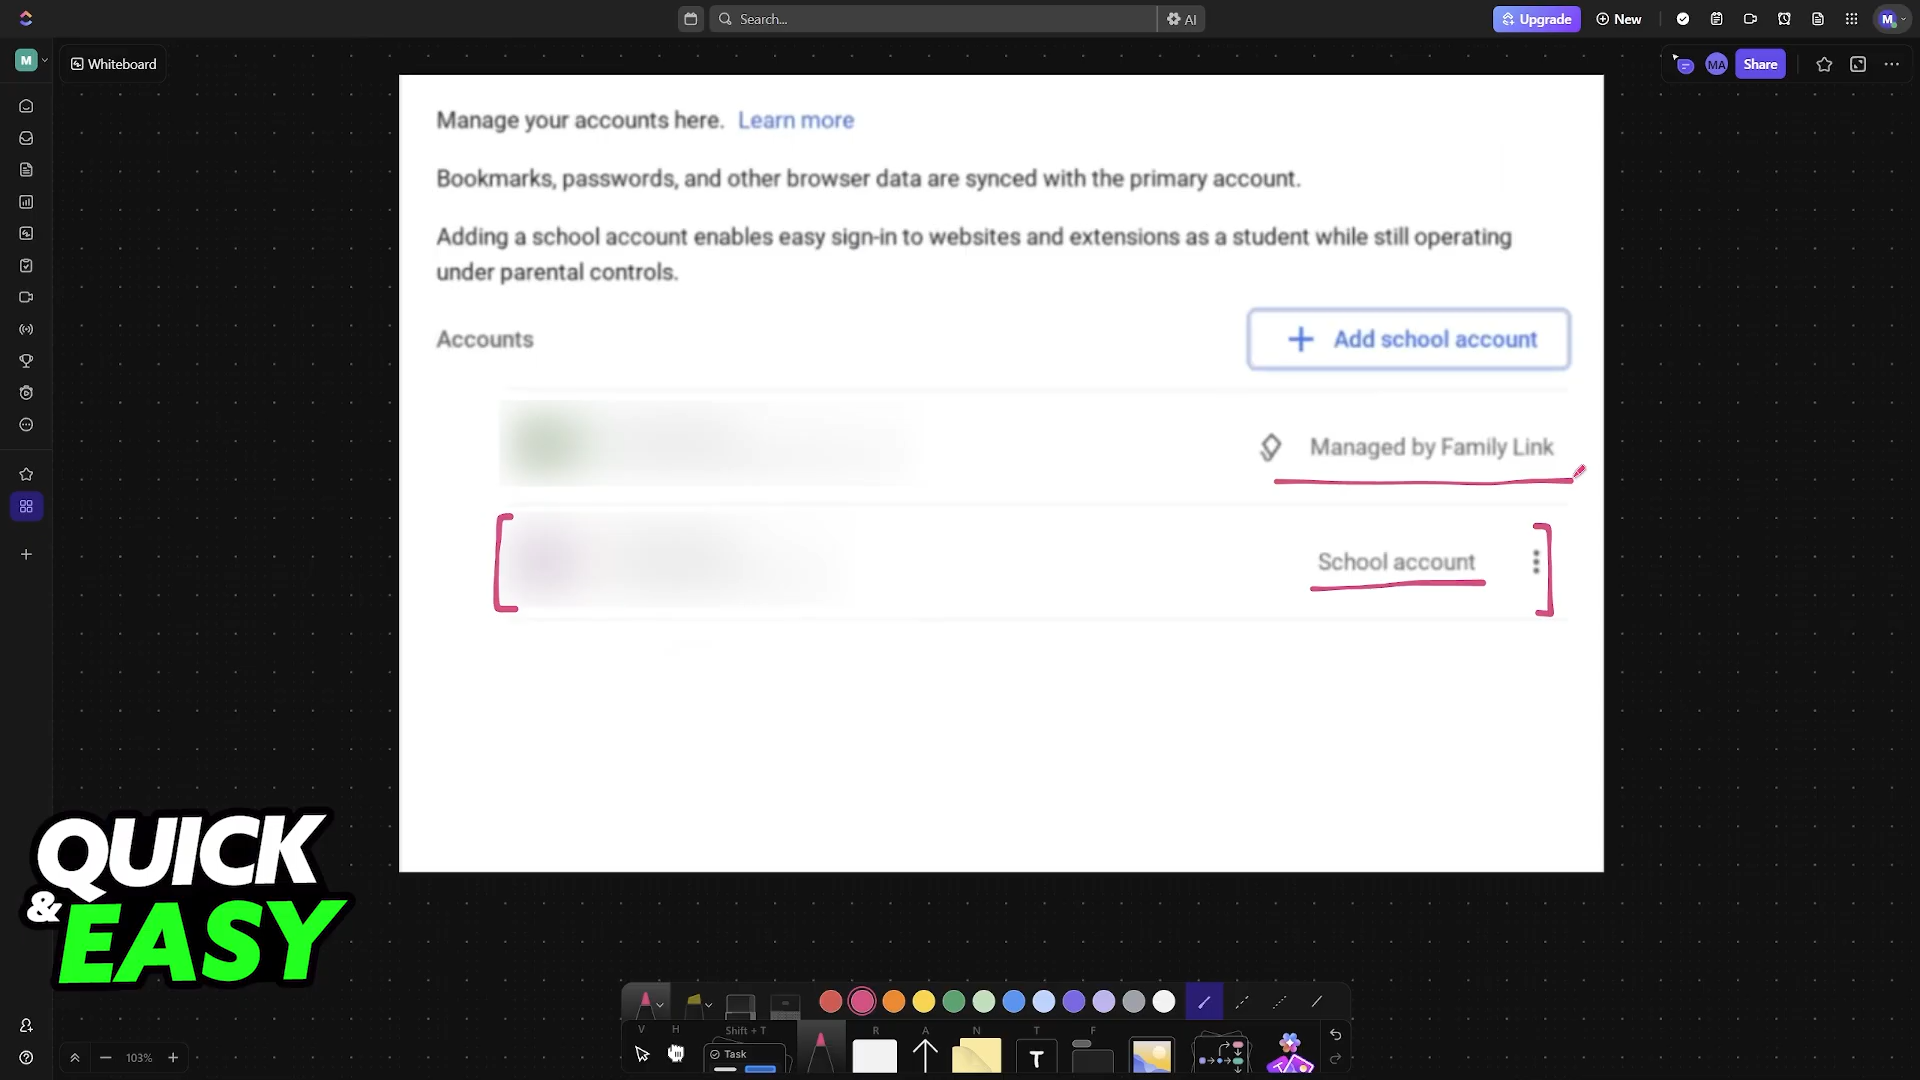 Search...
AI
Upgrade
New
M
M
Whiteboard
MA
Share
Manage your accounts here. Learn more
Bookmarks, passwords, and other browser data are synced with the primary account.
Adding a school account enables easy sign-in to websites and extensions as a student while still operating
under parental controls.
Accounts
+ Add school account
Managed by Family Link
School account
QUICK
& EASY
V
H
Shift + T
R
A
N
T
F
Task
T
103%